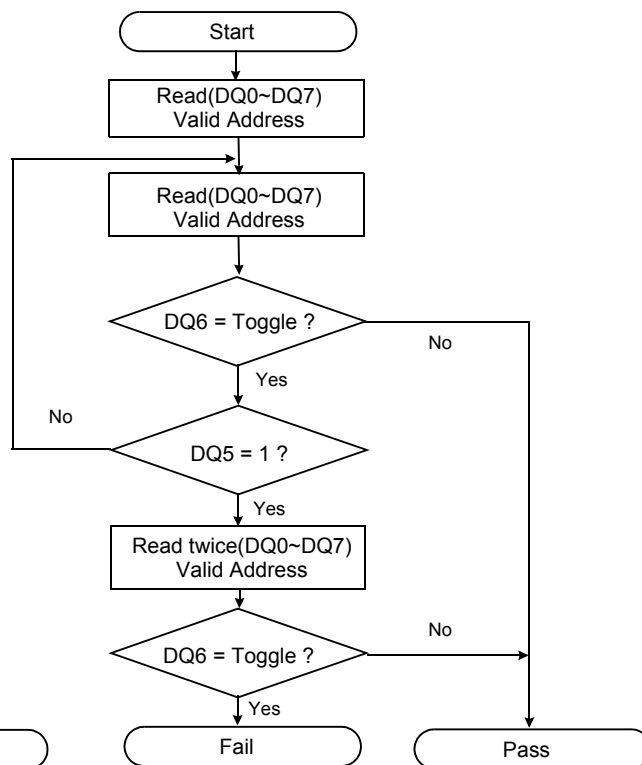 Start
Read(DQ0~DQ7)
Valid Address
Read(DQ0~DQ7)
Valid Address
DQ6 = Toggle ?
No
Yes
No
DQ5 = 1 ?
Yes
Read twice(DQ0~DQ7)
Valid Address
No
DQ6 = Toggle ?
Yes
Fail
Pass